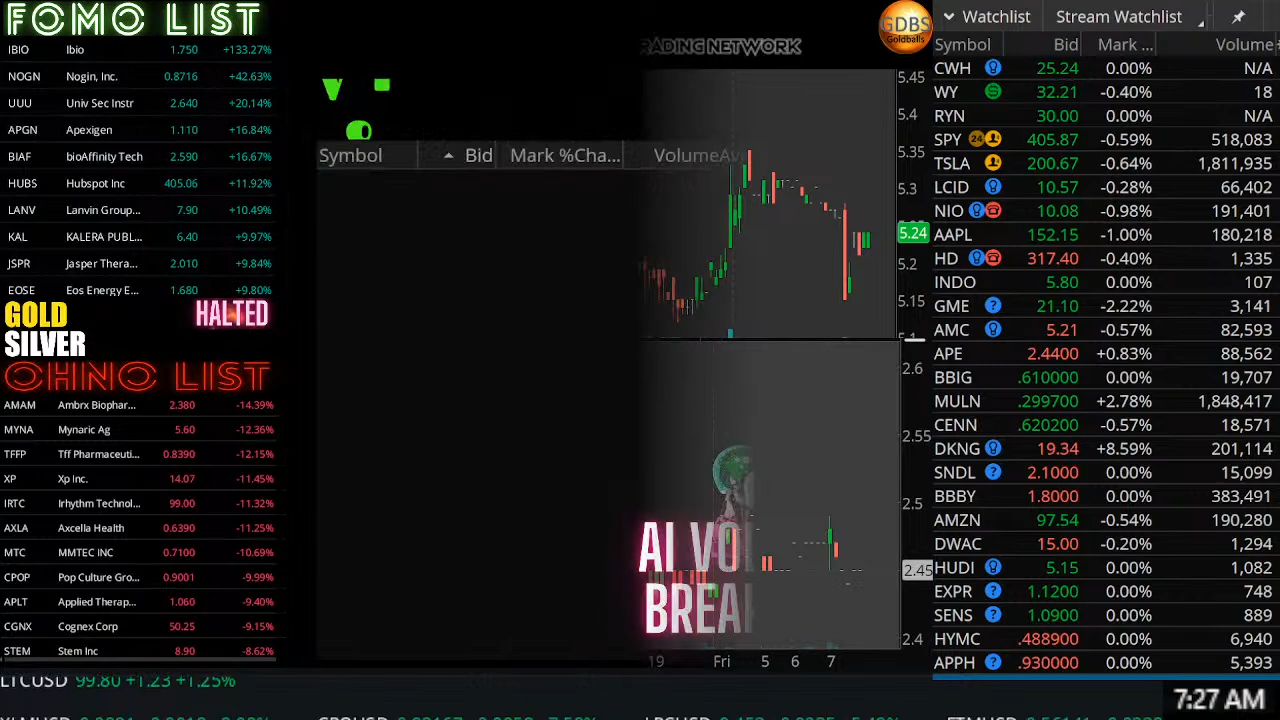 FOMO LIST
IBIO Ibio 1.750 +133.27%
NOGN Nogin, Inc. 0.8716 +42.63%
UUU Univ Sec Instr 2.640 +20.14%
APGN Apexigen 1.110 +16.84%
BIAF bioAffinity Tech 2.590 +16.67%
HUBS Hubspot Inc 405.06 +11.92%
LANV Lanvin Group... 7.90 +10.49%
KAL KALERA PUBL... 6.40 +9.97%
JSPR Jasper Thera... 2.010 +9.84%
EOSE Eos Energy E... 1.680 +9.80%
GOLD HALTED
SILVER
OHNO LIST
AMAM Ambrx Biophar... 2.380 -14.39%
MYNA Mynaric Ag 5.60 -12.36%
TFFP Tff Pharmaceuti... 0.8390 -12.15%
XP Xp Inc. 14.07 -11.45%
IRTC Irhythm Technol... 99.00 -11.32%
AXLA Axcella Health 0.6390 -11.25%
MTC MMTEC INC 0.7100 -10.69%
CPOP Pop Culture Gro... 0.9001 -9.99%
APLT Applied Therap... 1.060 -9.40%
CGNX Cognex Corp 50.25 -9.15%
STEM Stem Inc 8.90 -8.62%
RADING NETWORK
GDBS
Goldballs
Symbol Bid Mark %Cha... VolumeAv
5.45
5.4
5.35
5.3
5.24
5.2
5.15
2.6
2.55
2.5
2.45
2.4
AI VO
BREA
19 Fri 5 6 7
Watchlist Stream Watchlist
Symbol Bid Mark ... Volume
CWH 25.24 0.00% N/A
WY 32.21 -0.40% 18
RYN 30.00 0.00% N/A
SPY 24 405.87 -0.59% 518,083
TSLA 200.67 -0.64% 1,811,935
LCID 10.57 -0.28% 66,402
NIO 10.08 -0.98% 191,401
AAPL 152.15 -1.00% 180,218
HD 317.40 -0.40% 1,335
INDO 5.80 0.00% 107
GME ? 21.10 -2.22% 3,141
AMC 5.21 -0.57% 82,593
APE 2.4400 +0.83% 88,562
BBIG .610000 0.00% 19,707
MULN .299700 +2.78% 1,848,417
CENN .620200 -0.57% 18,571
DKNG 19.34 +8.59% 201,114
SNDL ? 2.1000 0.00% 15,099
BBBY 1.8000 0.00% 383,491
AMZN 97.54 -0.54% 190,280
DWAC 15.00 -0.20% 1,294
HUDI 5.15 0.00% 1,082
EXPR ? 1.1200 0.00% 748
SENS ? 1.0900 0.00% 889
HYMC .488900 0.00% 6,940
APPH ? .930000 0.00% 5,393
LTCUSD 99.80 +1.23 +1.25%
7:27 AM